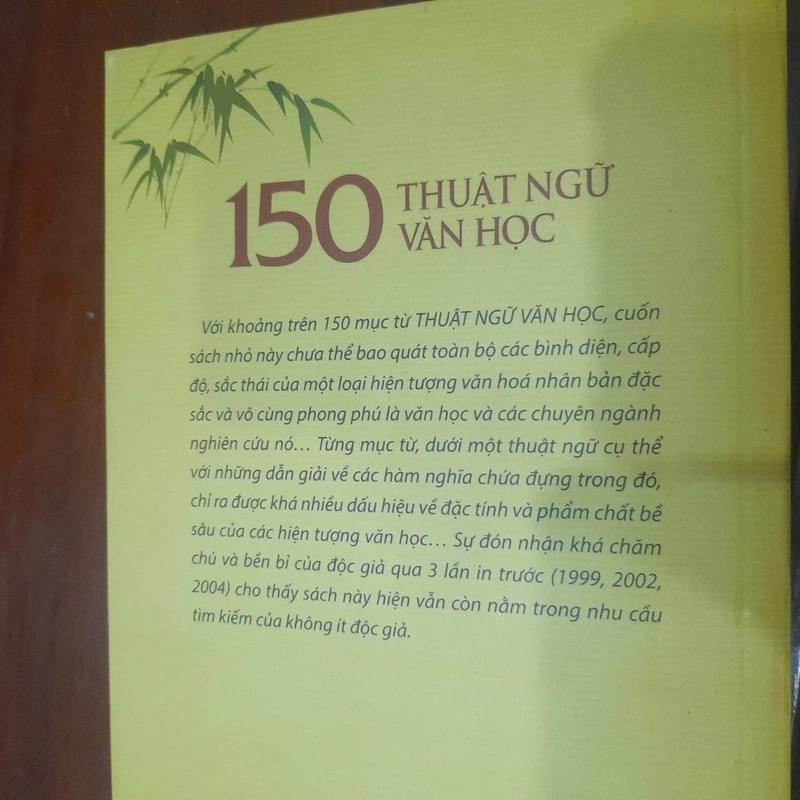 150 THUẬT NGỮ
VĂN HỌC
Với khoảng trên 150 mục từ THUẬT NGỮ VĂN HỌC, cuốn
sách nhỏ này chưa thể bao quát toàn bộ các bình diện, cấp
độ, sắc thái của một loại hiện tượng văn hoá nhân bản đặc
sắc và vô cùng phong phú là văn học và các chuyên ngành
nghiên cứu nó... Từng mục từ, dưới một thuật ngữ cụ thể
với những dẫn giải về các hàm nghĩa chứa đựng trong đó,
chỉ ra được khá nhiều dấu hiệu về đặc tính và phẩm chất bề
sâu của các hiện tượng văn học... Sự đón nhận khá chăm
chú và bền bỉ của độc giả qua 3 lần in trước (1999, 2002,
2004) cho thấy sách này hiện vẫn còn nằm trong nhu cầu
tìm kiếm của không ít độc giả.